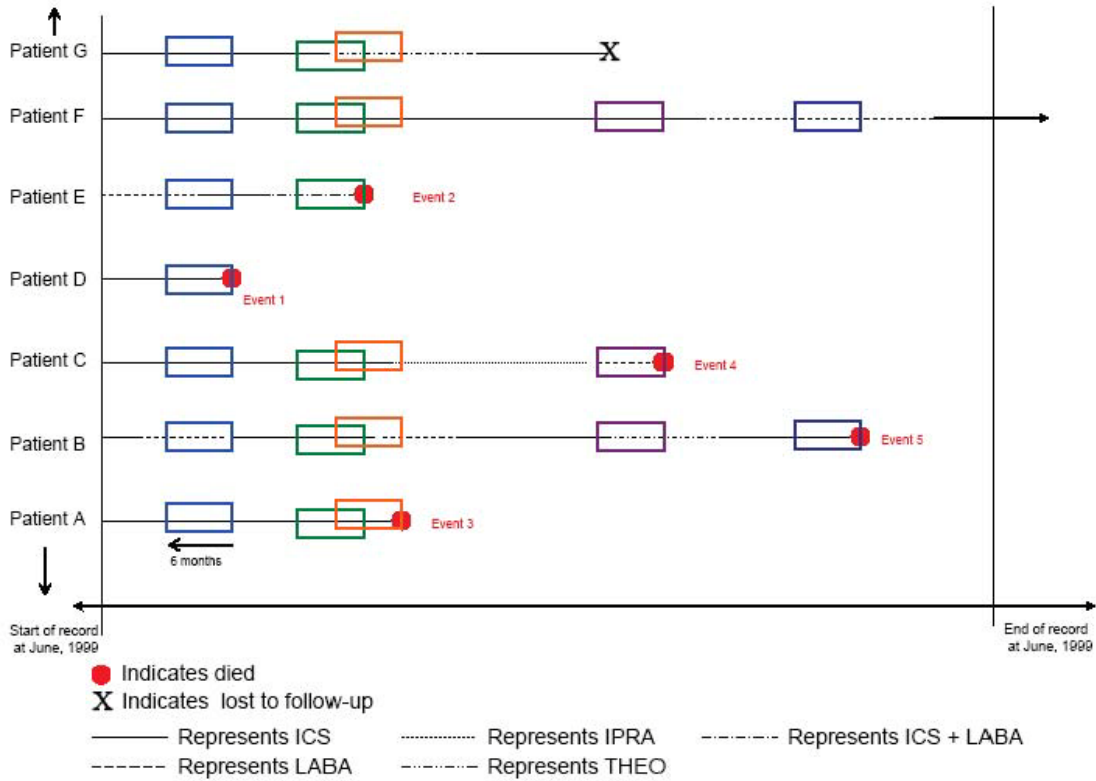 Patient G
X
Patient F
Patient E
Event 2
Patient D
Event 1
Patient C
Event 4
Patient B
Event 5
Patient A
Event 3
6 months
Start of record
at June, 1999
End of record
at June, 1999
Indicates died
X Indicates lost to follow-up
Represents ICS
Represents IPRA
Represents ICS + LABA
Represents LABA
Represents THEO